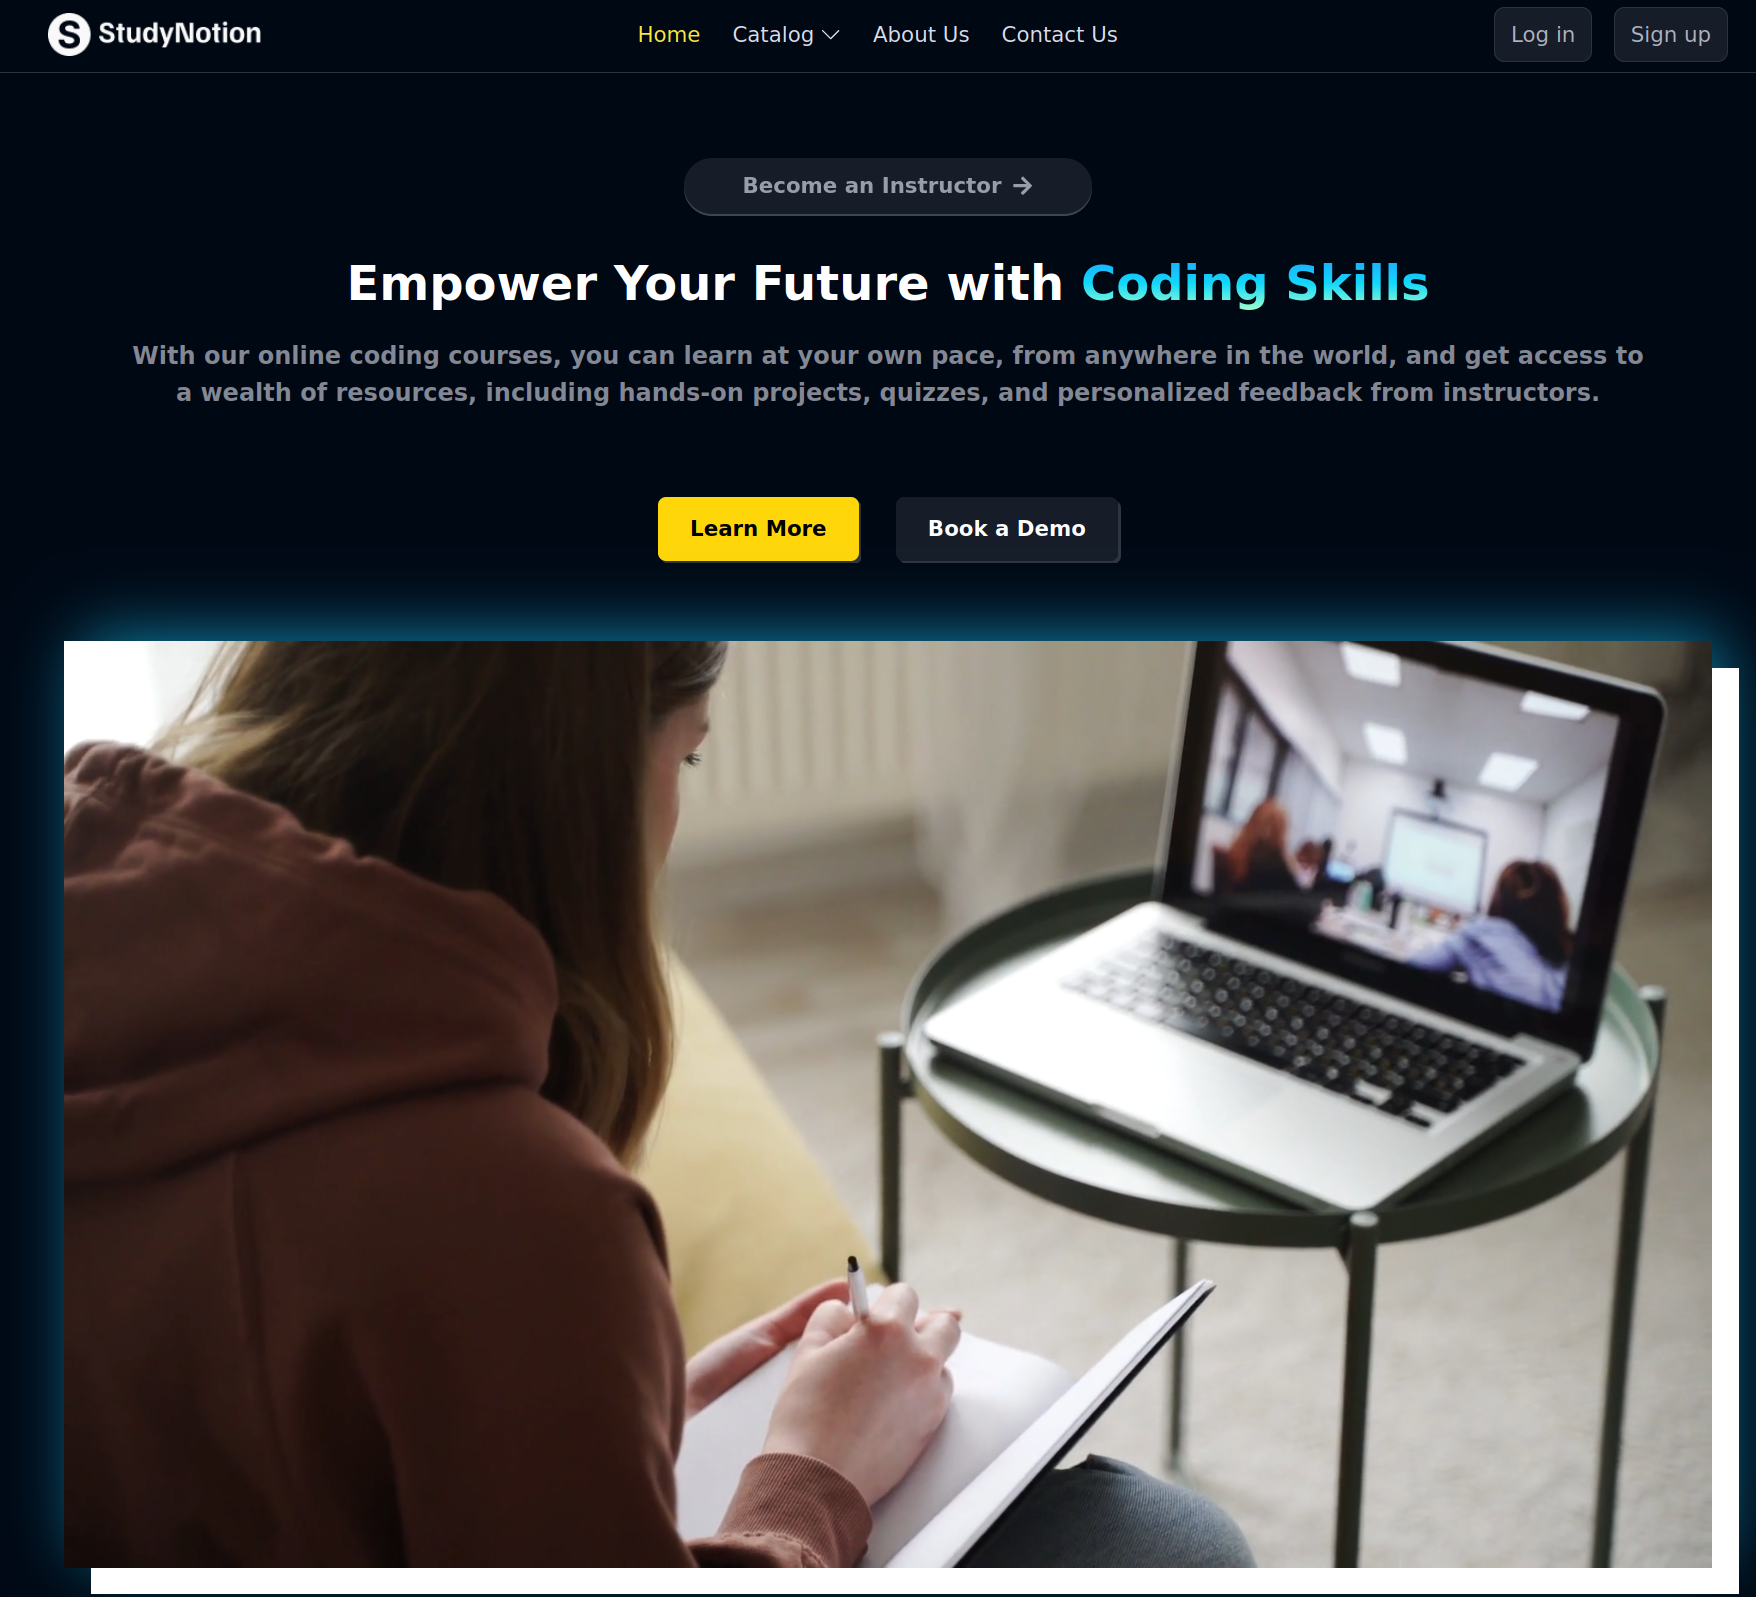 S StudyNotion
Home Catalog About Us Contact Us
Log in Sign up
Become an Instructor
Empower Your Future with Coding Skills
With our online coding courses, you can learn at your own pace, from anywhere in the world, and get access to
a wealth of resources, including hands-on projects, quizzes, and personalized feedback from instructors.
Learn More Book a Demo